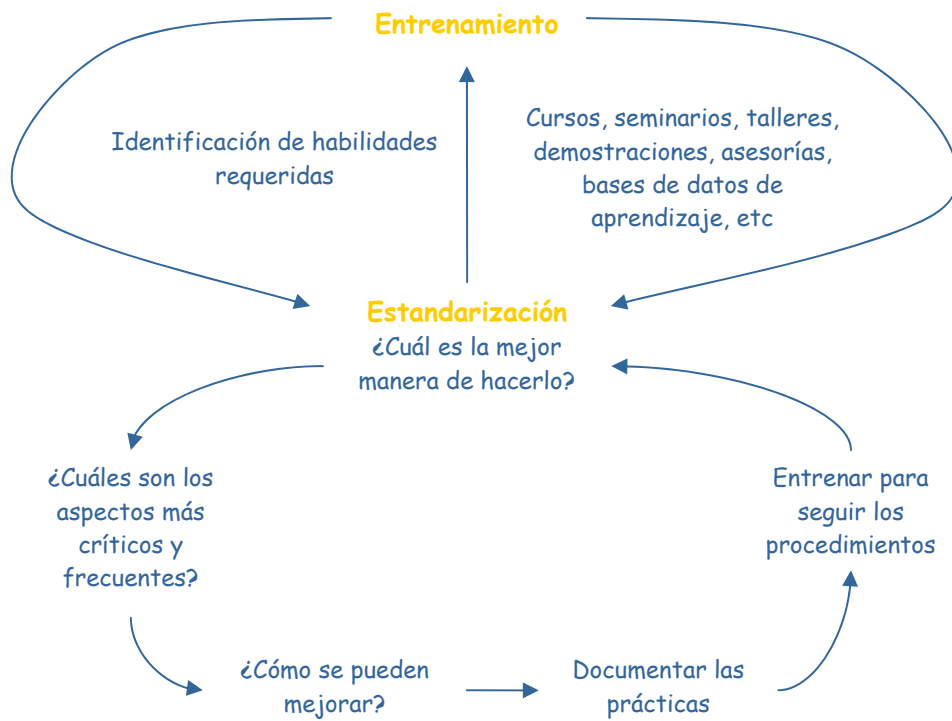 Entrenamiento
Identificación de habilidades
requeridas
Cursos, seminarios, talleres,
demostraciones, asesorías,
bases de datos de
aprendizaje, etc
Estandarización
¿Cuál es la mejor
manera de hacerlo?
¿Cuáles son los
aspectos más
críticos y
frecuentes?
¿Cómo se pueden
mejorar?
Documentar las
prácticas
Entrenar para
seguir los
procedimientos